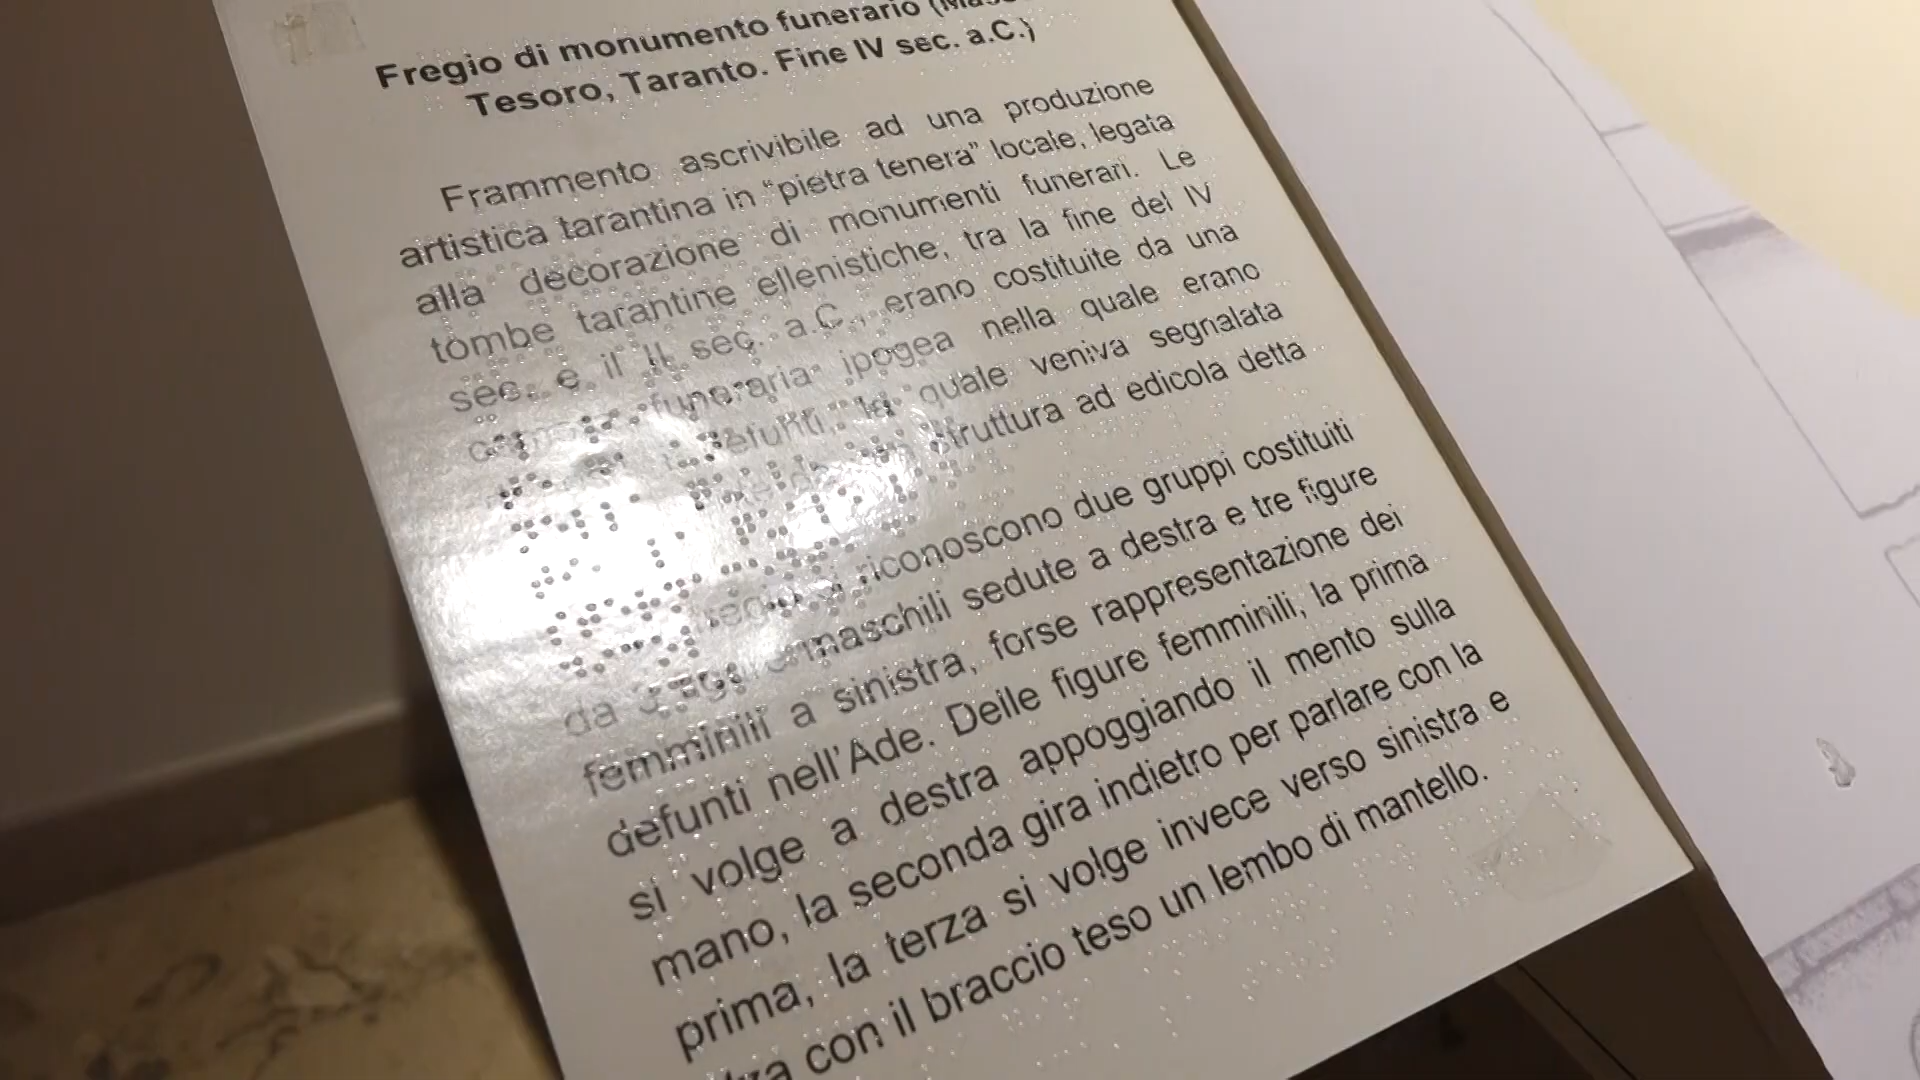 Fregio di monumento funerario
Tesoro, Taranto. Fine IV sec. a.C.)
Frammento ascrivibile ad una produzione
artistica tarantina in “pietra tenera” locale, legata
alla decorazione di monumenti funerari. Le
tombe tarantine ellenistiche, tra la fine del IV
sec. e il II sec. a.C., erano costituite da una
funeraria ipogea nella quale erano
defunti, la quale veniva segnalata
struttura ad edicola detta
riconoscono due gruppi costituiti
da 3 figure maschili sedute a destra e tre figure
femminili a sinistra, forse rappresentazione dei
defunti nell'Ade. Delle figure femminili, la prima
si volge a destra appoggiando il mento sulla
mano, la seconda gira indietro per parlare con la
prima, la terza si volge invece verso sinistra e
con il braccio teso un lembo di mantello.